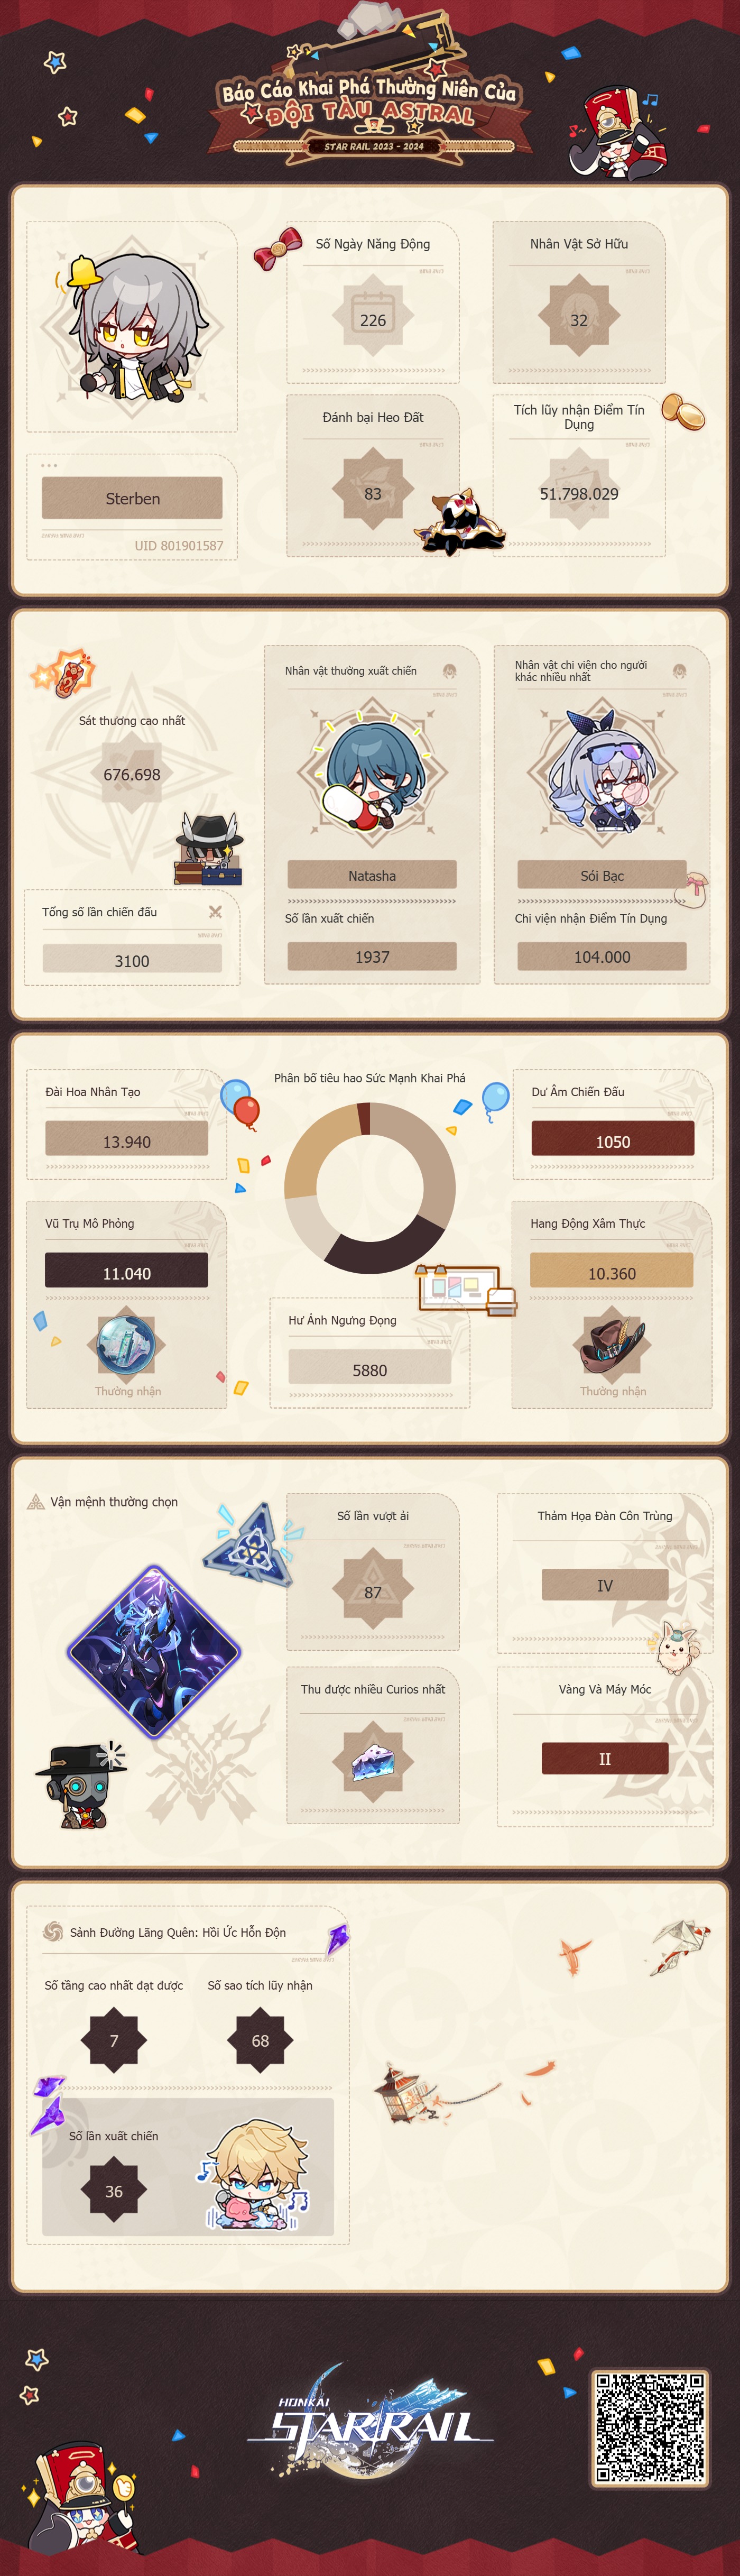 Báo Cáo Khai Phá Thường Niên Của
ĐỘI TÀU ASTRAL
STAR RAIL 2023 - 2024
Số Ngày Năng Động
226
Nhân Vật Sở Hữu
32
Đánh bại Heo Đất
83
Tích lũy nhận Điểm Tín
Dụng
51.798.029
Sterben
UID 801901587
Sát thương cao nhất
676.698
Tổng số lần chiến đấu
3100
Nhân vật thường xuất chiến
Natasha
Số lần xuất chiến
1937
Nhân vật chi viện cho người
khác nhiều nhất
Sói Bạc
Chi viện nhận Điểm Tín Dụng
104.000
Phân bố tiêu hao Sức Mạnh Khai Phá
Đài Hoa Nhân Tạo
13.940
Dư Âm Chiến Đấu
1050
Vũ Trụ Mô Phỏng
11.040
Thường nhận
Hư Ảnh Ngưng Đọng
5880
Hang Động Xâm Thực
10.360
Thường nhận
Vận mệnh thường chọn
Số lần vượt ải
87
Thảm Họa Đàn Côn Trùng
IV
Thu được nhiều Curios nhất
Vàng Và Máy Móc
II
Sảnh Đường Lãng Quên: Hồi Ức Hỗn Độn
Số tầng cao nhất đạt được
7
Số sao tích lũy nhận
68
Số lần xuất chiến
36
HONKAI
STAR RAIL